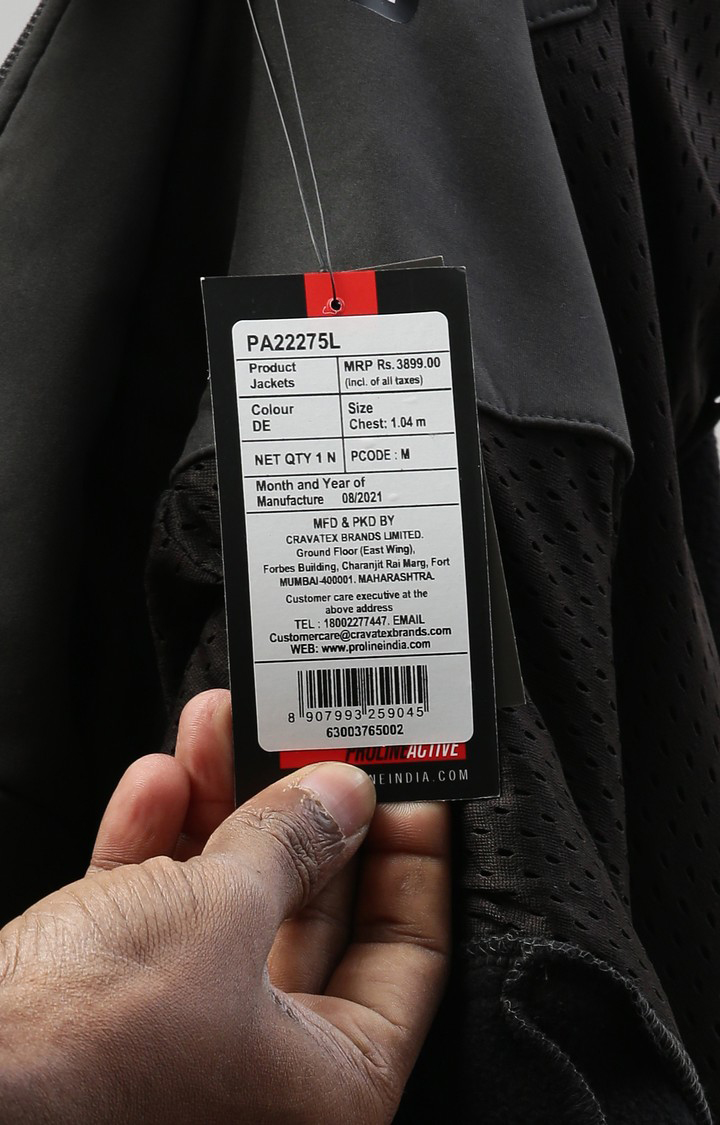 PA22275L
Product
Jackets
MRP Rs. 3899.00
(incl. of all taxes)
Colour
DE
Size
Chest: 1.04 m
NET QTY 1 N
PCODE : M
Month and Year of
Manufacture 08/2021
MFD & PKD BY
CRAVATEX BRANDS LIMITED.
Ground Floor (East Wing),
Forbes Building, Charanjit Rai Marg, Fort
MUMBAI-400001. MAHARASHTRA.
Customer care executive at the
above address
TEL : 18002277447. EMAIL
Customercare@cravatexbrands.com
WEB: www.prolineindia.com
8 907993 259045
63003765002
PROLINEACTIVE
NEINDIA.COM